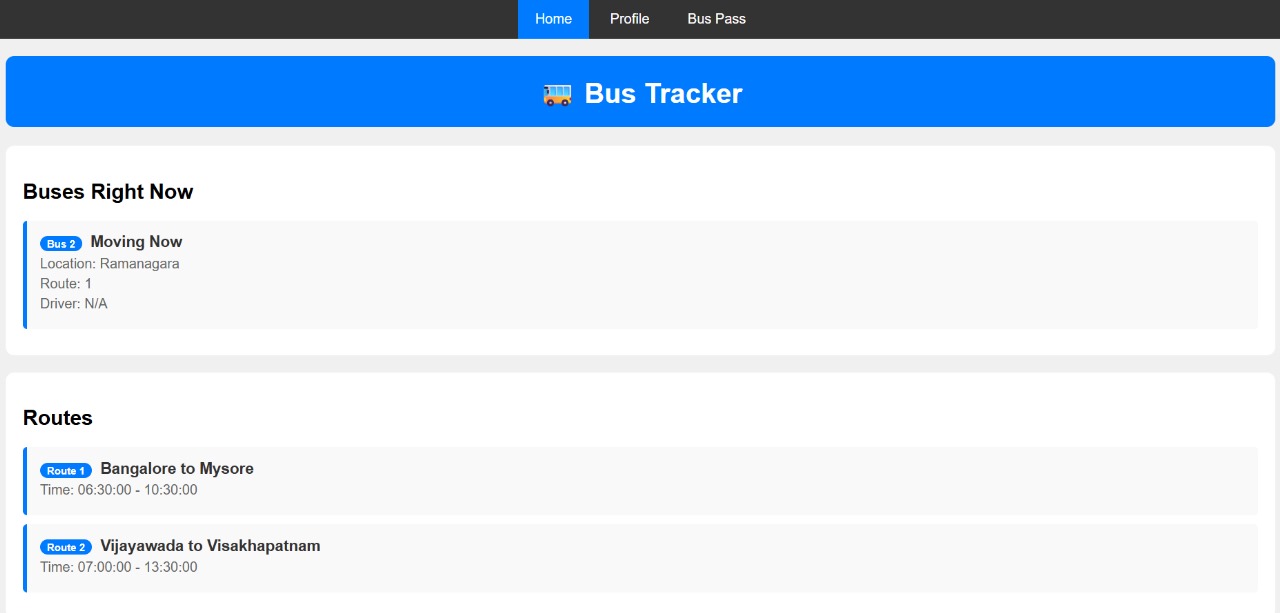 Home Profile Bus Pass
🚌 Bus Tracker
Buses Right Now
Bus 2 Moving Now
Location: Ramanagara
Route: 1
Driver: N/A
Routes
Route 1 Bangalore to Mysore
Time: 06:30:00 - 10:30:00
Route 2 Vijayawada to Visakhapatnam
Time: 07:00:00 - 13:30:00